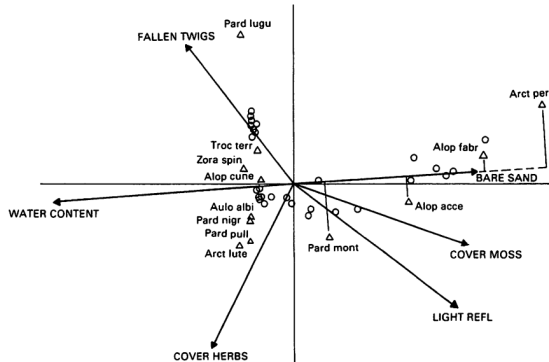 Pard lugu
FALLEN TWIGS
Arct per
Troc terr
Alop fabr
Zora spin
Alop cune
BARE SAND
WATER CONTENT
Aulo albi
Alop acce
Pard nigr
Pard pull
Pard mont
Arct lute
COVER MOSS
LIGHT REFL
COVER HERBS